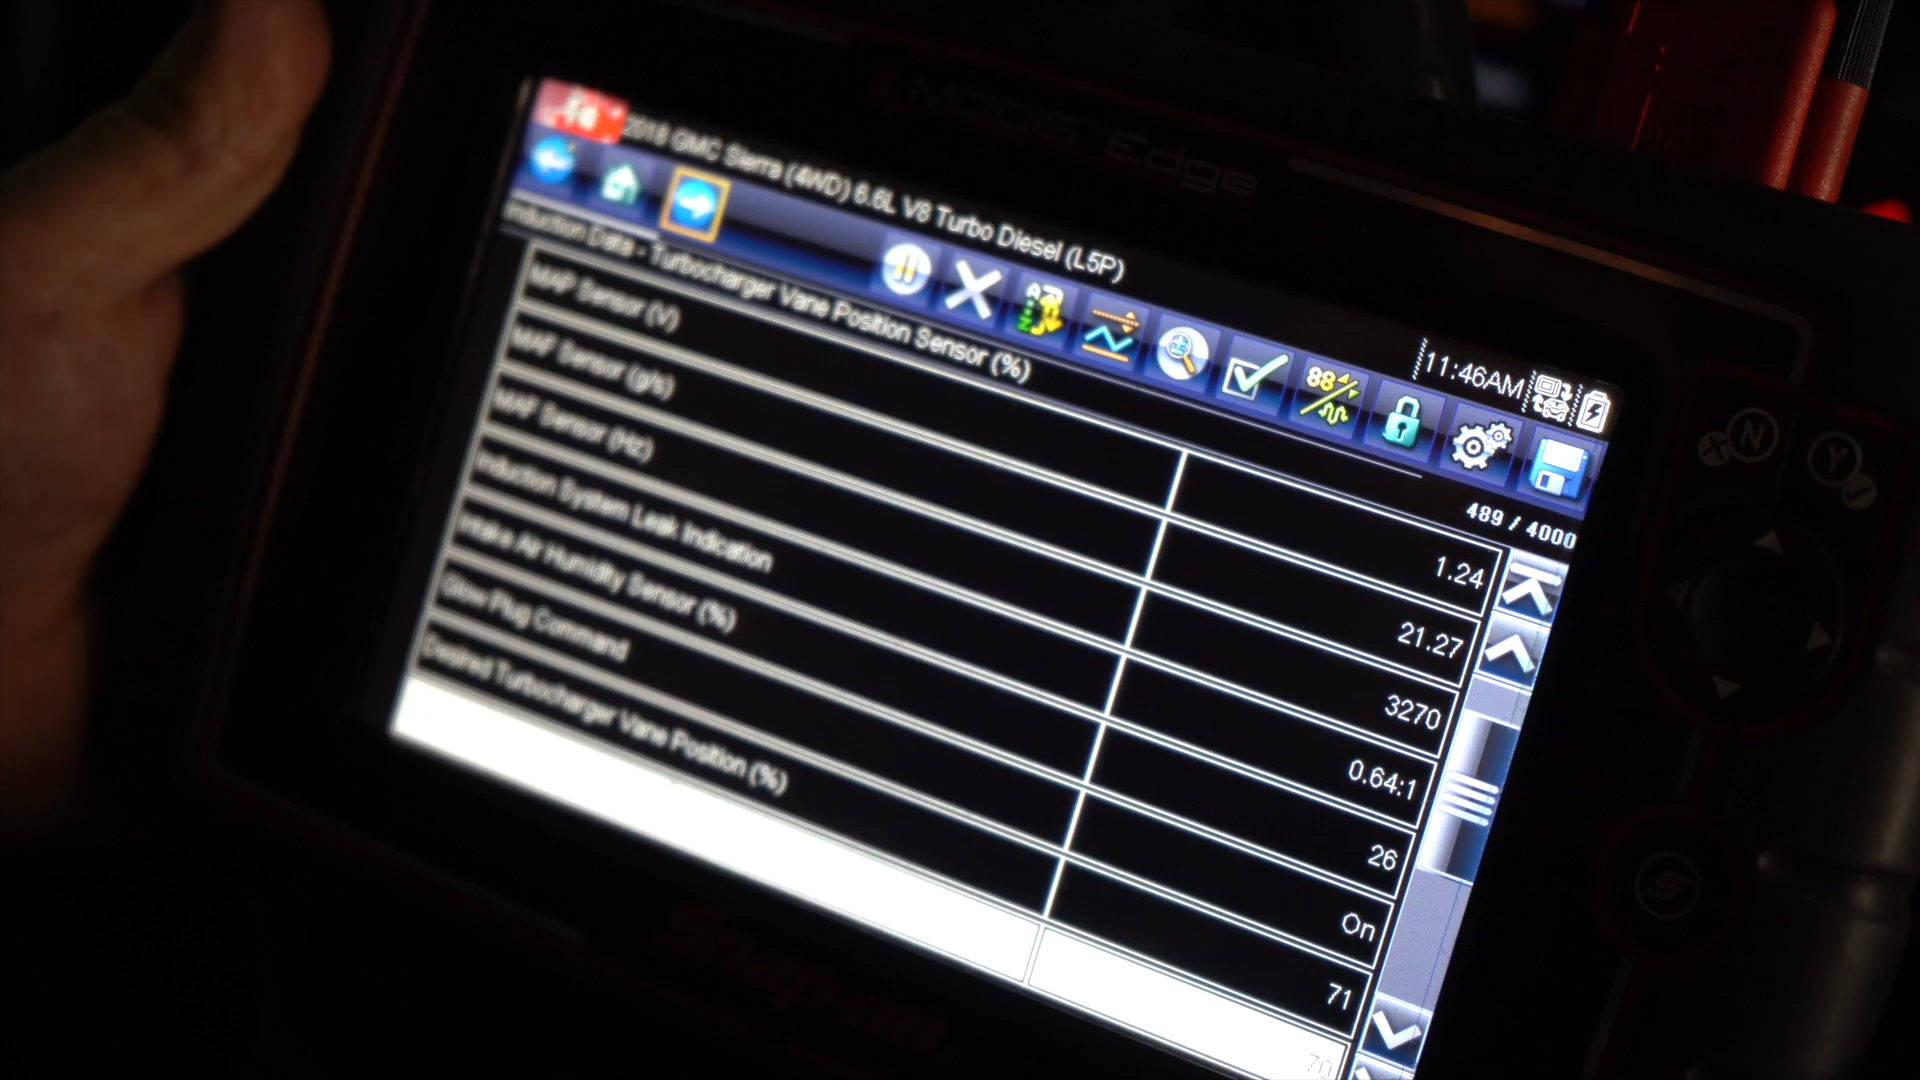 MODIS Edge
2018 GMC Sierra (4WD) 6.6L V8 Turbo Diesel (L5P)
11:46AM
Induction Data - Turbocharger Vane Position Sensor (%)
489 / 4000
MAP Sensor (V) 1.24
MAF Sensor (g/s) 21.27
MAF Sensor (Hz) 3270
Induction System Leak Indication 0.64:1
Intake Air Humidity Sensor (%) 26
Glow Plug Command On
Desired Turbocharger Vane Position (%) 71
70
N
Y